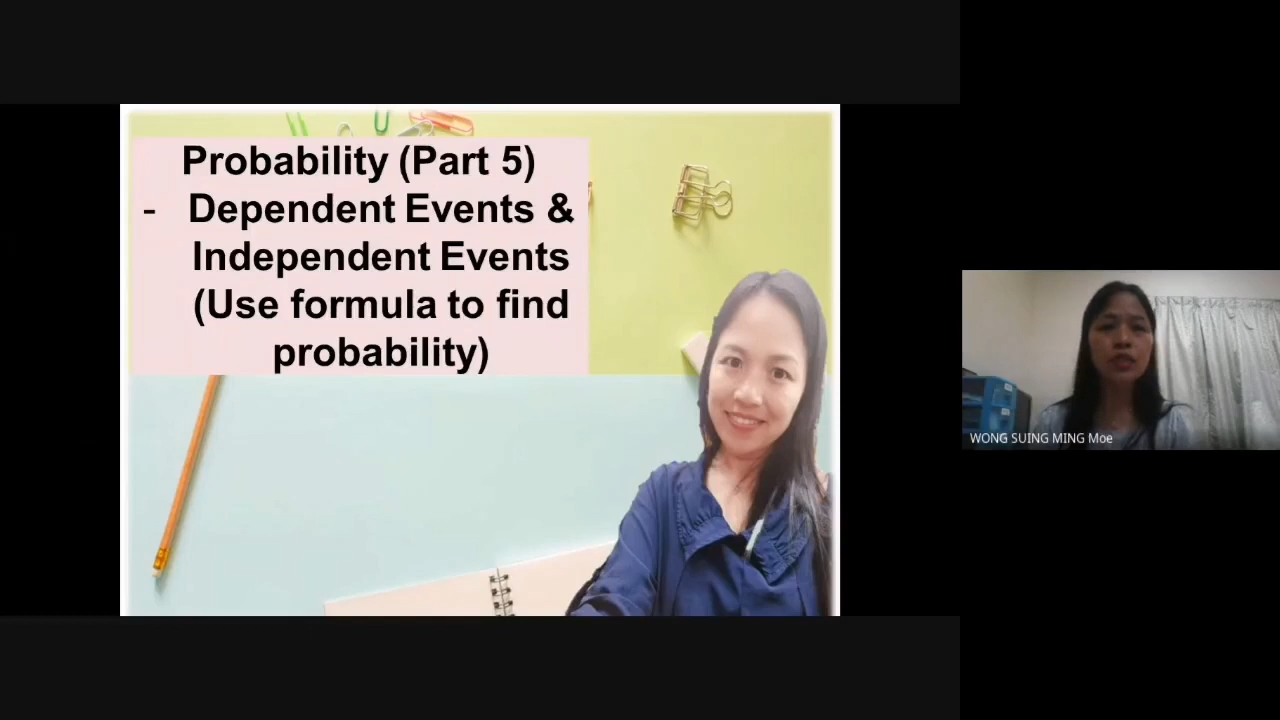 Probability (Part 5)
- Dependent Events &
Independent Events
(Use formula to find
probability)
WONG SUING MING Moe